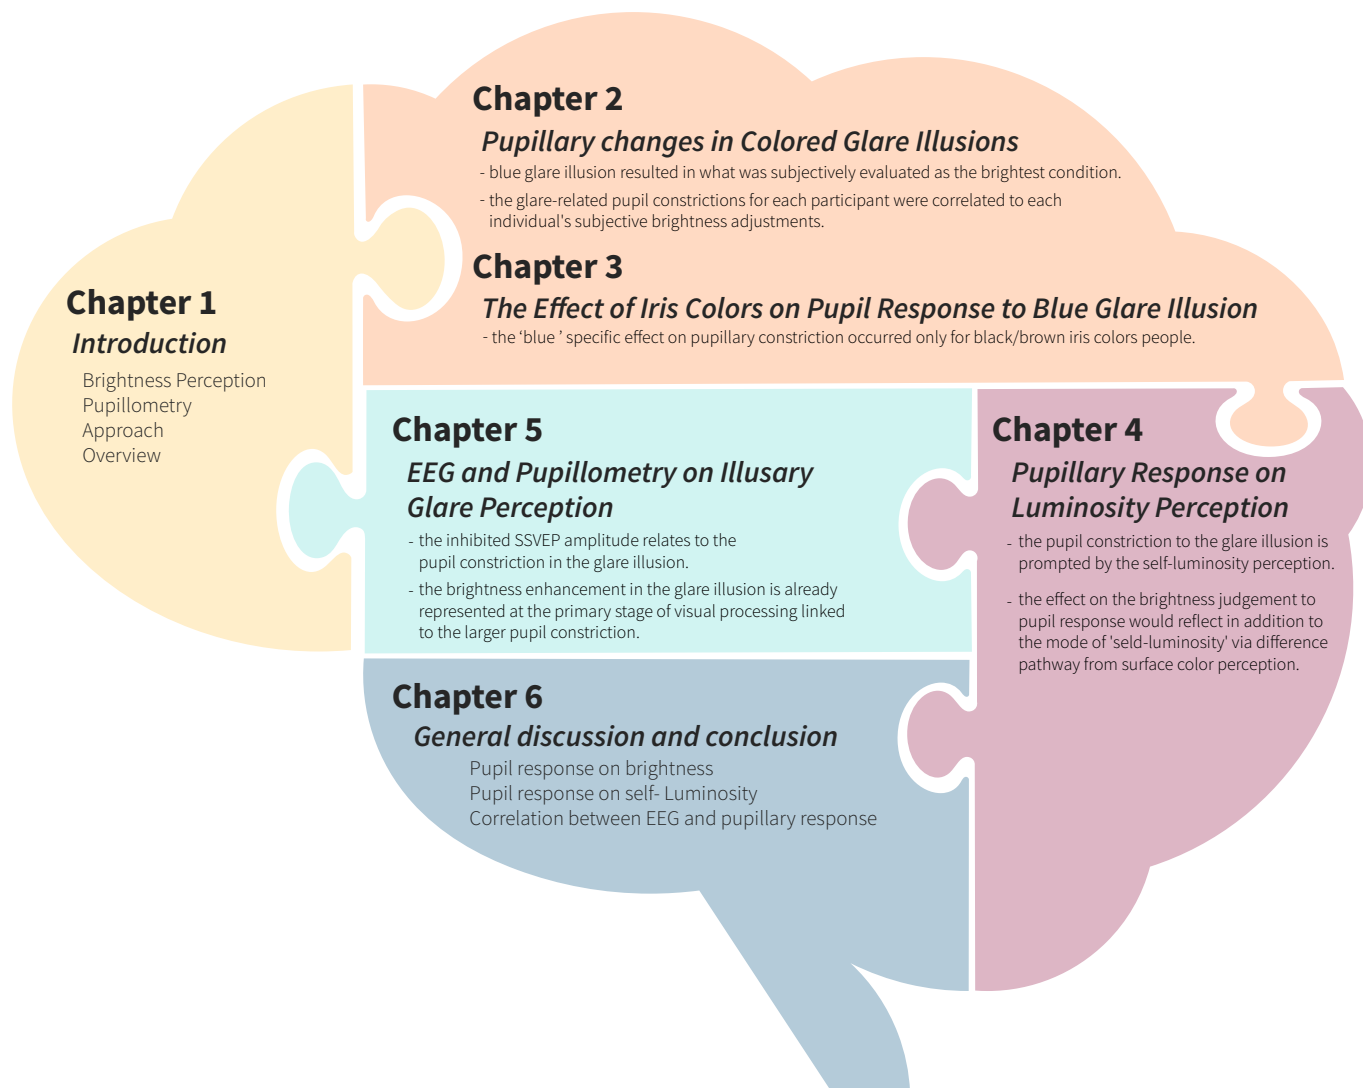 Chapter 1
Introduction
Brightness Perception
Pupillometry
Approach
Overview
Chapter 2
Pupillary changes in Colored Glare Illusions
- blue glare illusion resulted in what was subjectively evaluated as the brightest condition.
- the glare-related pupil constrictions for each participant were correlated to each
individual's subjective brightness adjustments.
Chapter 3
The Effect of Iris Colors on Pupil Response to Blue Glare Illusion
- the ‘blue ’ specific effect on pupillary constriction occurred only for black/brown iris colors people.
Chapter 4
Pupillary Response on
Luminosity Perception
- the pupil constriction to the glare illusion is
prompted by the self-luminosity perception.
- the effect on the brightness judgement to
pupil response would reflect in addition to
the mode of 'seld-luminosity' via difference
pathway from surface color perception.
Chapter 5
EEG and Pupillometry on Illusary
Glare Perception
- the inhibited SSVEP amplitude relates to the
pupil constriction in the glare illusion.
- the brightness enhancement in the glare illusion is already
represented at the primary stage of visual processing linked
to the larger pupil constriction.
Chapter 6
General discussion and conclusion
Pupil response on brightness
Pupil response on self- Luminosity
Correlation between EEG and pupillary response